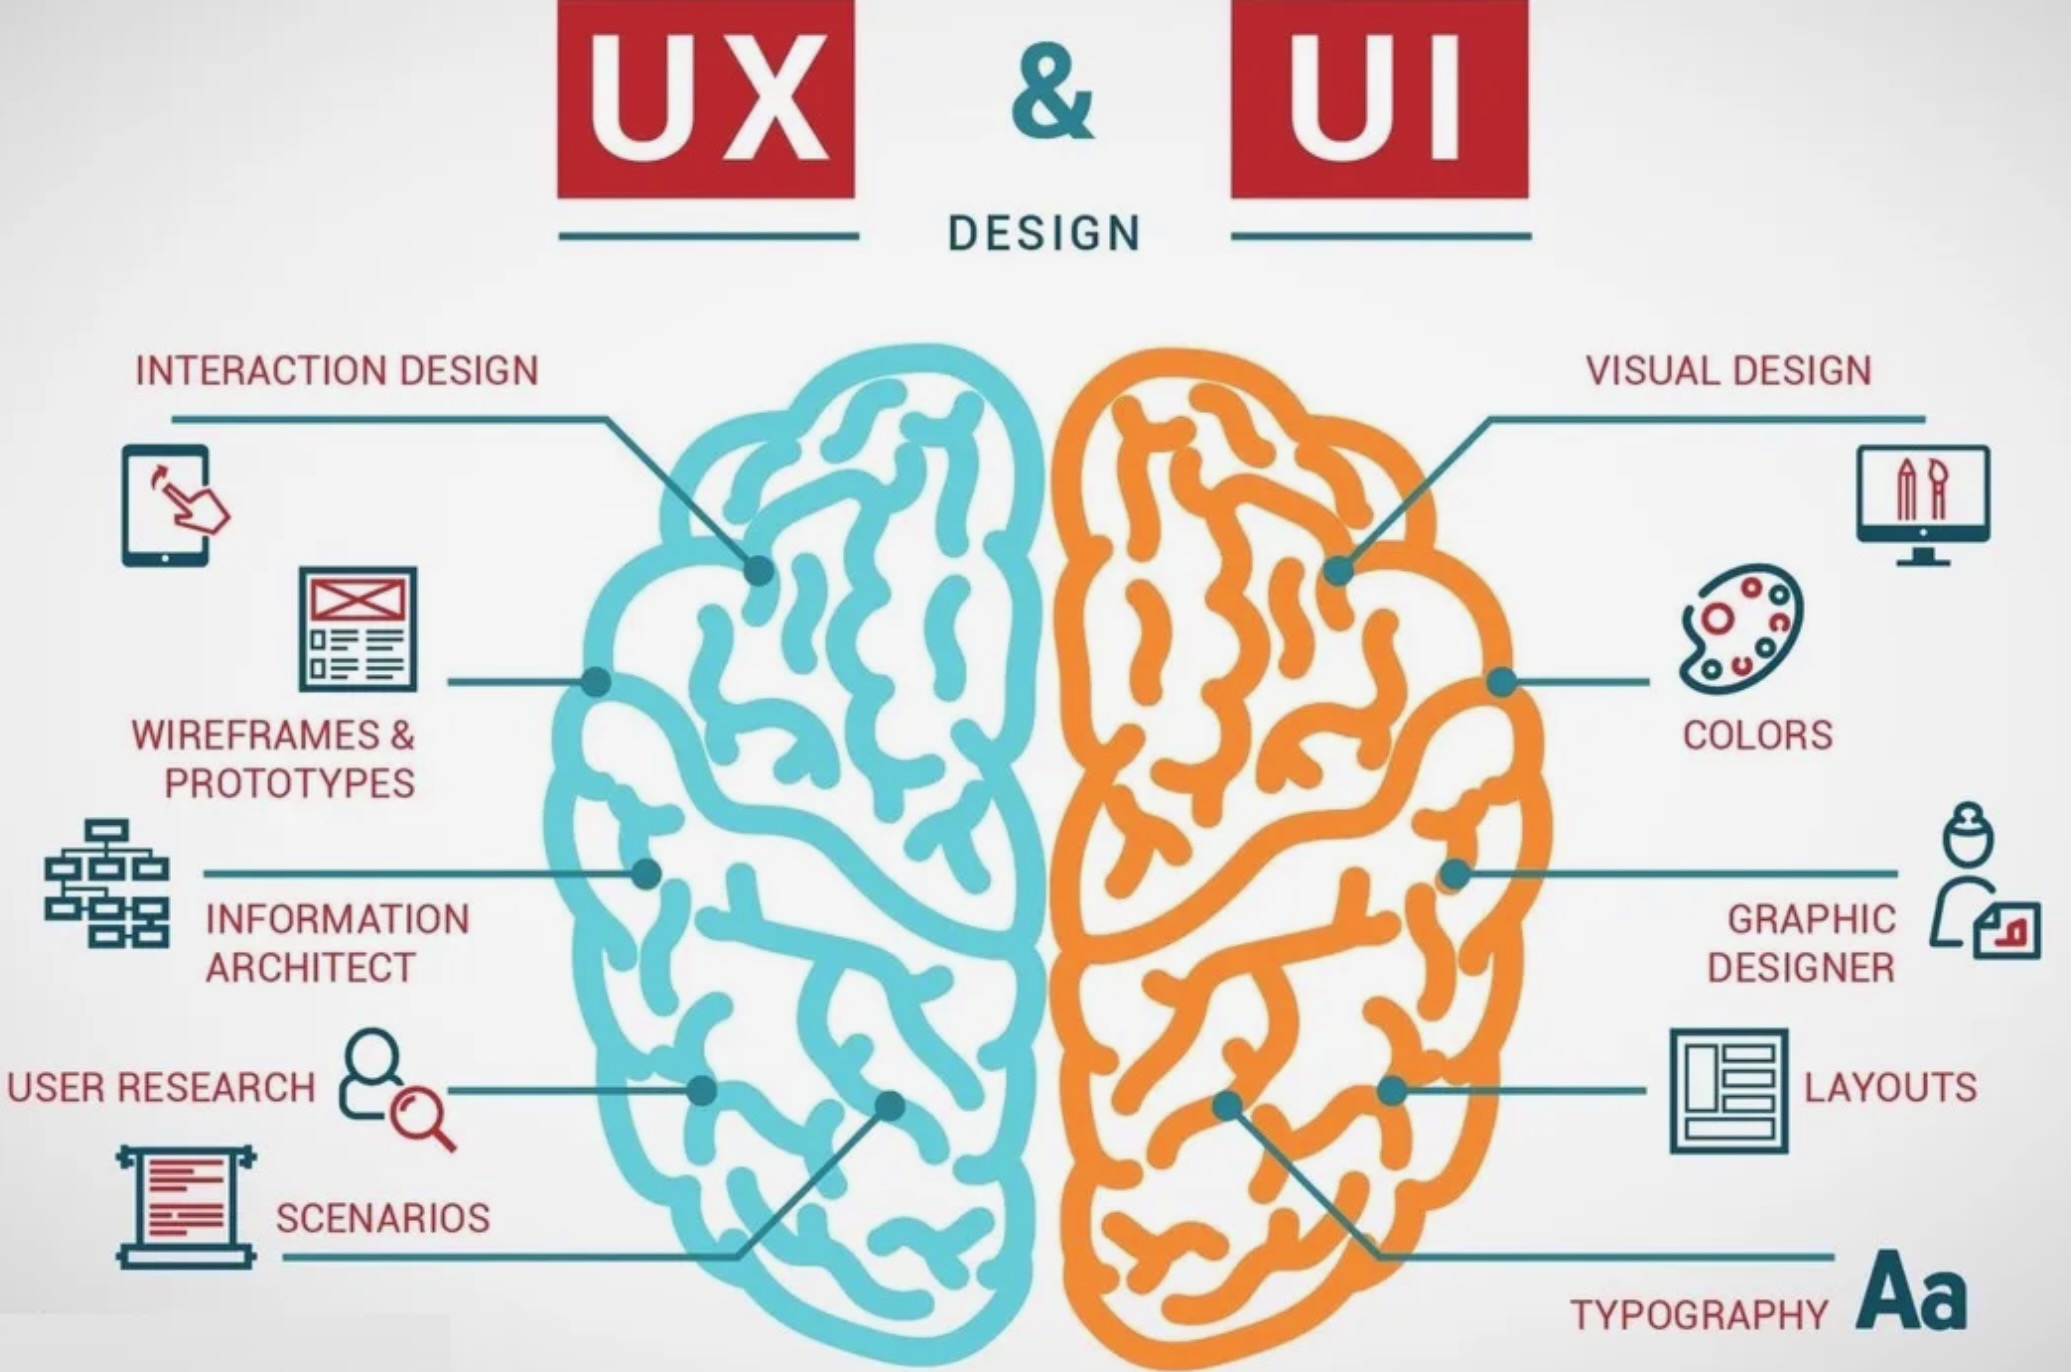 UX & UI
DESIGN
INTERACTION DESIGN
WIREFRAMES &
PROTOTYPES
INFORMATION
ARCHITECT
USER RESEARCH
SCENARIOS
VISUAL DESIGN
COLORS
GRAPHIC
DESIGNER
LAYOUTS
TYPOGRAPHY
Aa